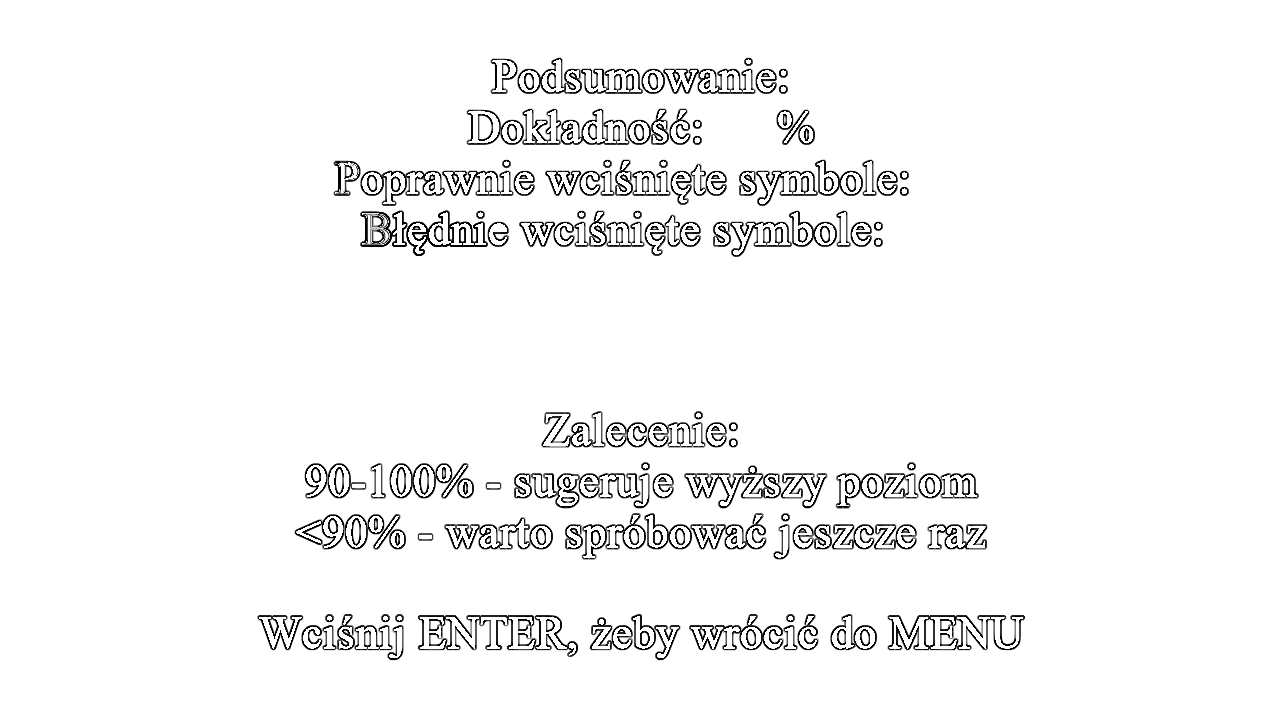 Podsumowanie:
Dokładność: %
Poprawnie wciśnięte symbole:
Błędnie wciśnięte symbole:
Zalecenie:
90-100% - sugeruje wyższy poziom
<90% - warto spróbować jeszcze raz
Wciśnij ENTER, żeby wrócić do MENU